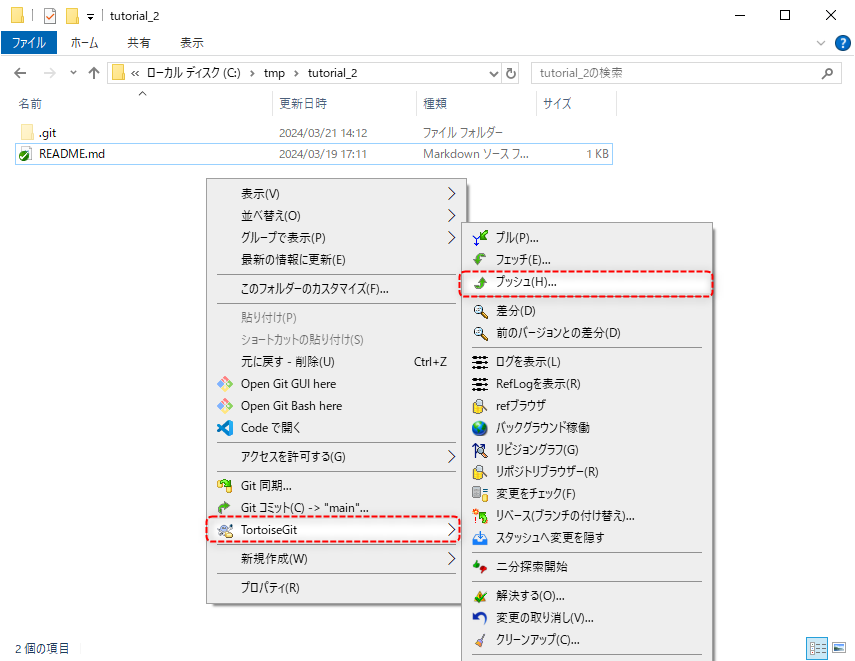 tutorial_2
ファイル ホーム 共有 表示
« ローカル ディスク (C:) › tmp › tutorial_2
tutorial_2の検索
名前 更新日時 種類 サイズ
.git 2024/03/21 14:12 ファイル フォルダー
README.md 2024/03/19 17:11 Markdown ソース フ... 1 KB
表示(V)
並べ替え(O)
グループで表示(P)
最新の情報に更新(E)
このフォルダーのカスタマイズ(F)...
貼り付け(P)
ショートカットの貼り付け(S)
元に戻す - 削除(U) Ctrl+Z
Open Git GUI here
Open Git Bash here
Code で開く
アクセスを許可する(G)
Git 同期...
Git コミット(C) -> "main"...
TortoiseGit
新規作成(W)
プロパティ(R)
プル(P)...
フェッチ(E)...
プッシュ(H)...
差分(D)
前のバージョンとの差分(D)
ログを表示(L)
RefLogを表示(R)
refブラウザ
バックグラウンド稼働
リビジョングラフ(G)
リポジトリブラウザー(R)
変更をチェック(F)
リベース(ブランチの付け替え)...
スタッシュへ変更を隠す
二分探索開始
解決する(O)...
変更の取り消し(V)...
クリーンアップ(C)...
2 個の項目